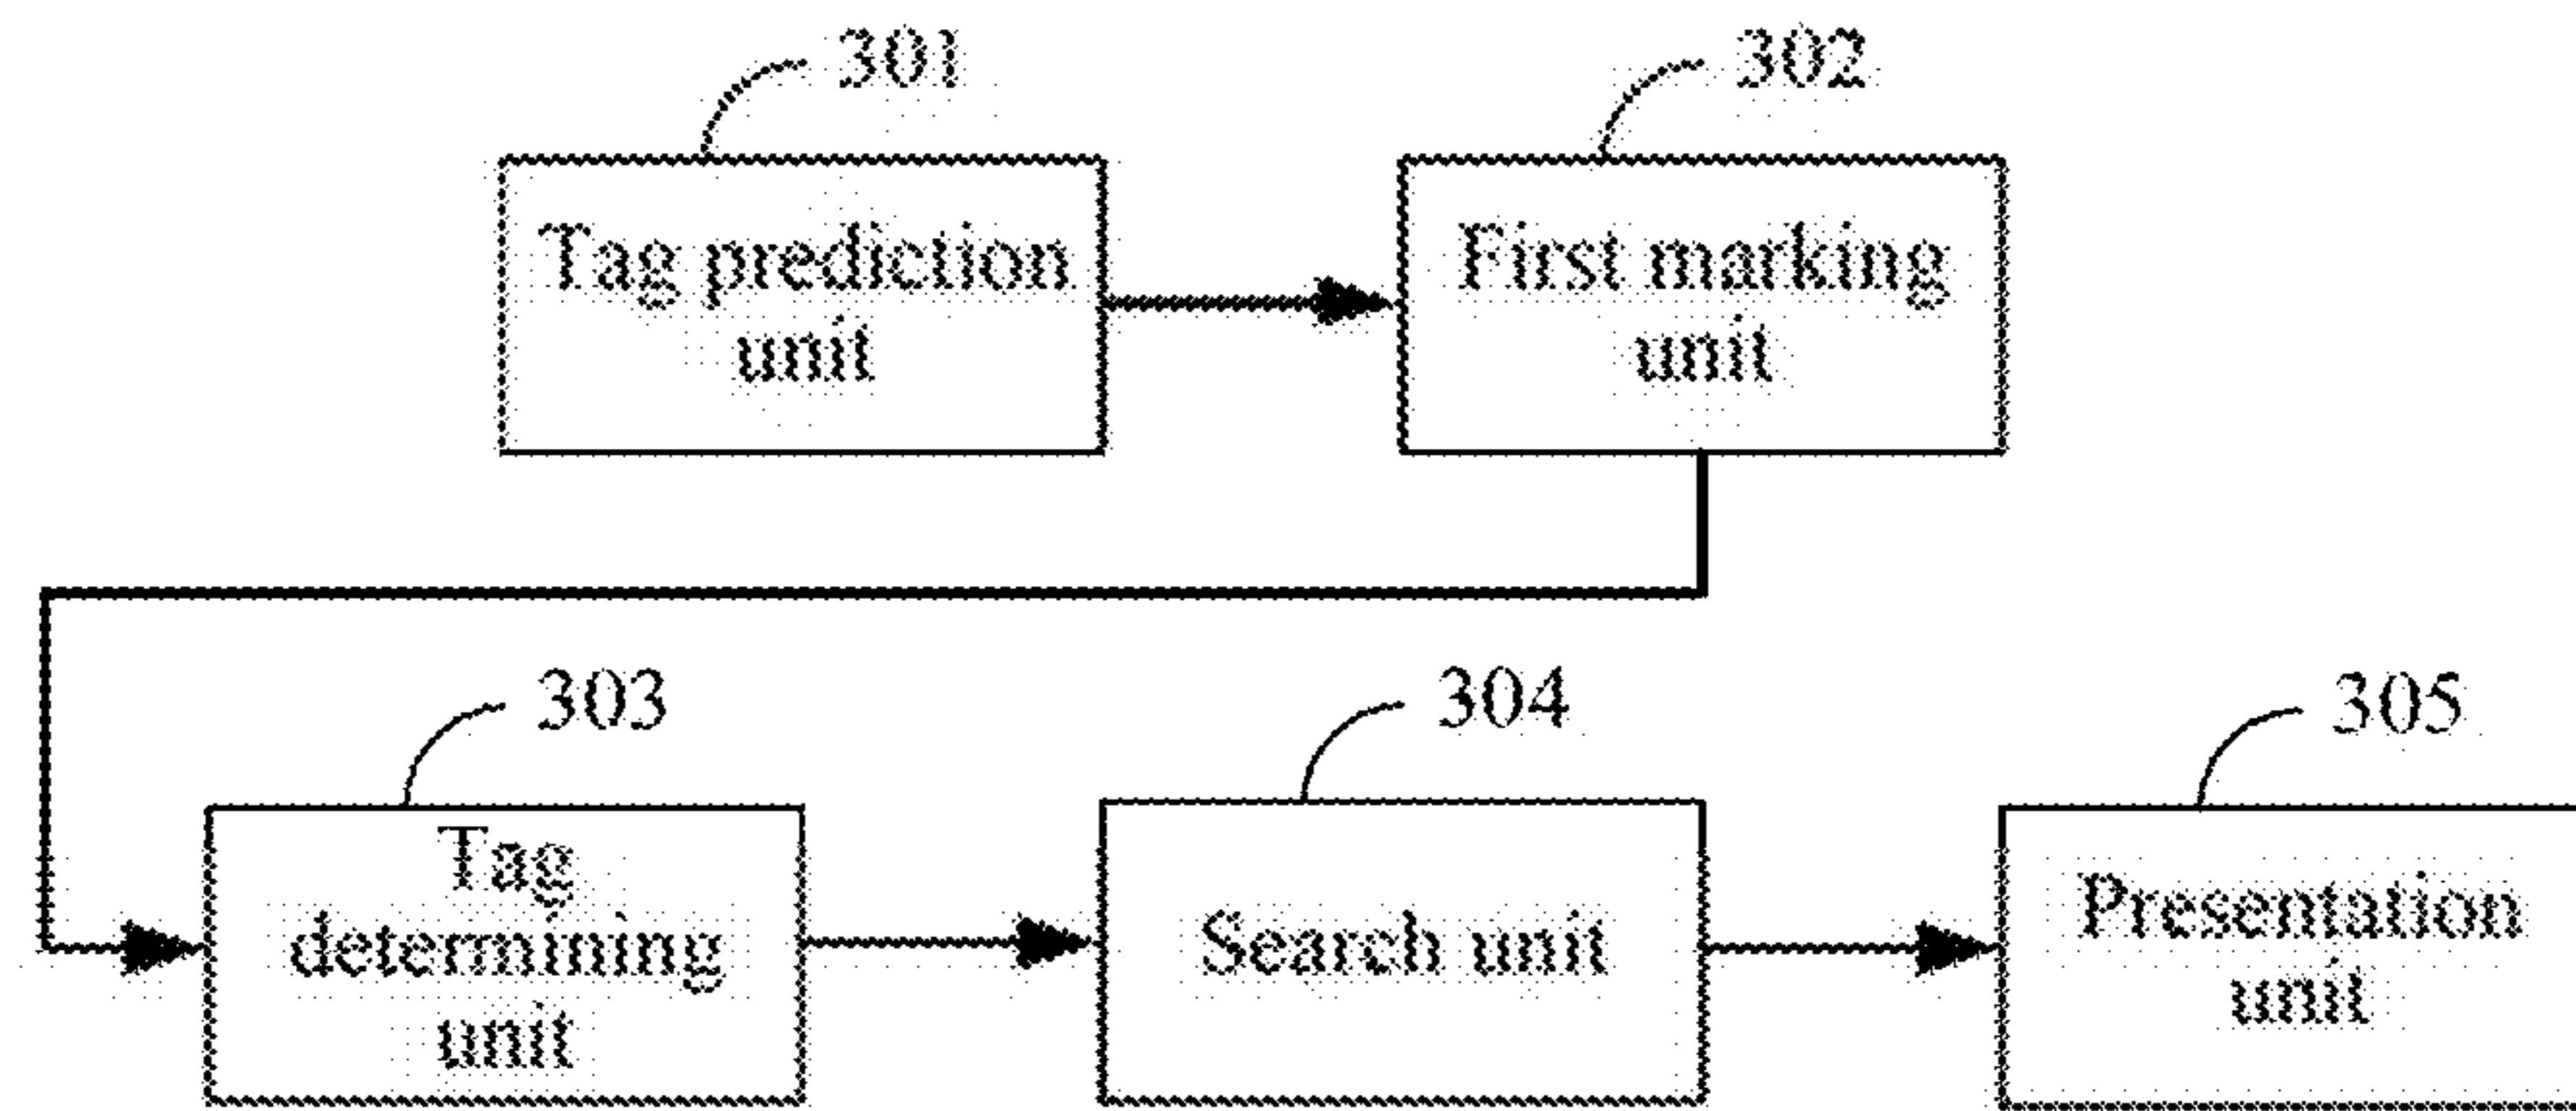 301
302
Tag prediction
unit
First marking
unit
303
304
305
Tag
determining
unit
Search unit
Presentation
unit